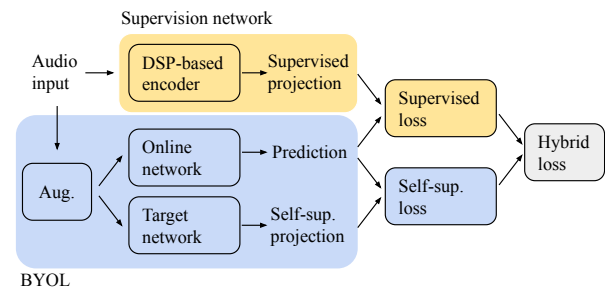 Supervision network
Audio
input
DSP-based
encoder
Supervised
projection
Supervised
loss
Hybrid
loss
Aug.
Online
network
Prediction
Self-sup.
loss
Target
network
Self-sup.
projection
BYOL